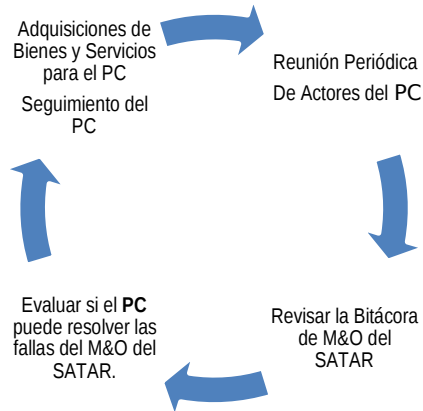 Adquisiciones de
Bienes y Servicios
para el PC
Seguimiento del
PC
Reunión Periódica
De Actores del PC
Revisar la Bitácora
de M&O del
SATAR
Evaluar si el PC
puede resolver las
fallas del M&O del
SATAR.